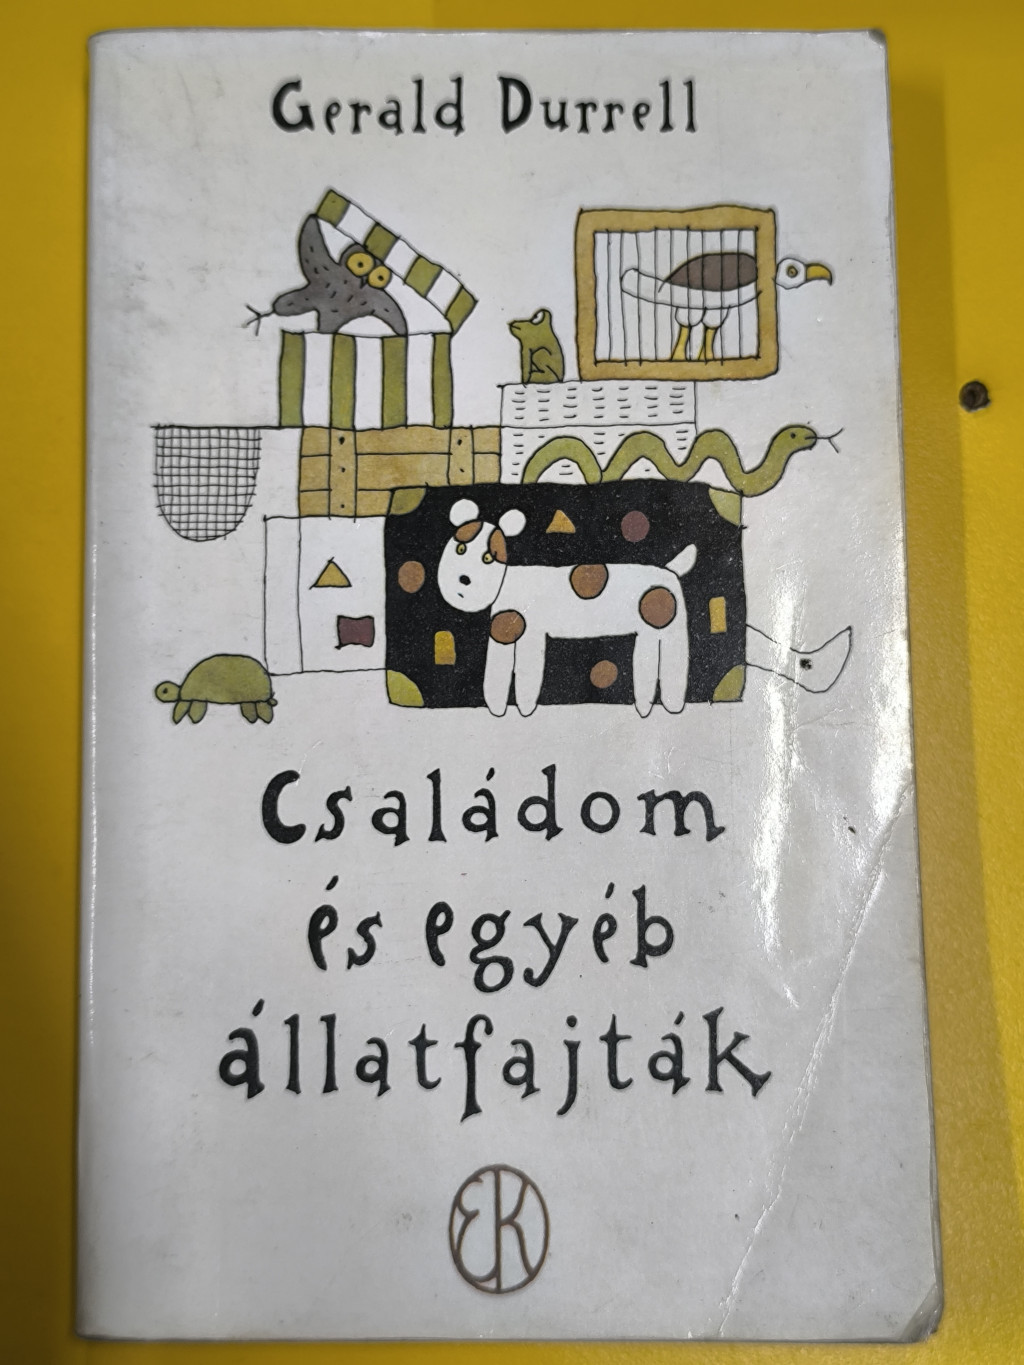 Gerald Durrell
Családom
és egyéb
állatfajták
EK